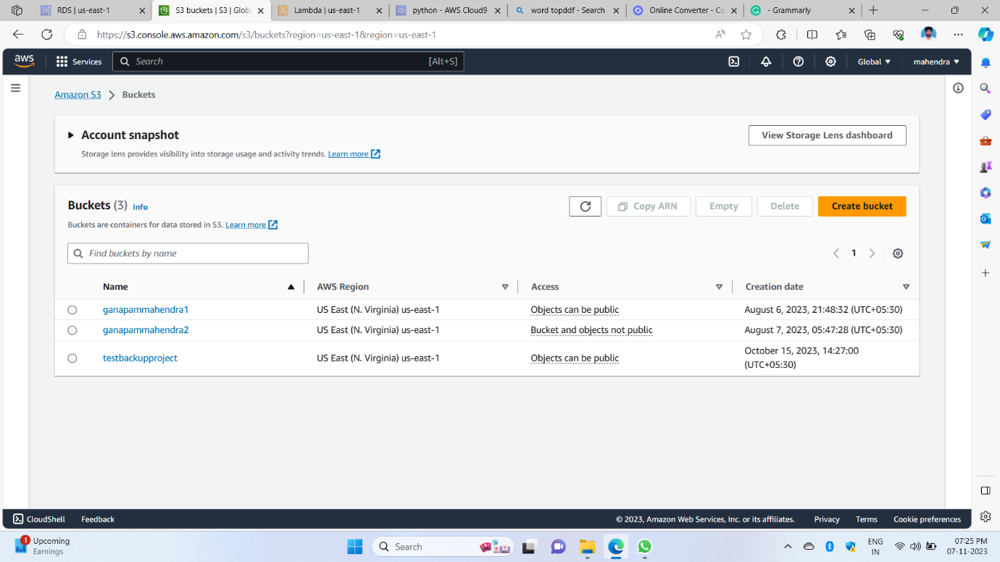 RDS | us-east-1
S3 buckets | S3 | Glob
Lambda | us-east-1
python - AWS Cloud9
word topddf - Search
Online Converter - Co
- Grammarly
https://s3.console.aws.amazon.com/s3/buckets?region=us-east-1&region=us-east-1
aws
Services
Search
[Alt+S]
Global
mahendra
Amazon S3 > Buckets
Account snapshot
View Storage Lens dashboard
Storage lens provides visibility into storage usage and activity trends. Learn more
Buckets (3) Info
Copy ARN
Empty
Delete
Create bucket
Buckets are containers for data stored in S3. Learn more
Find buckets by name
1
Name AWS Region Access Creation date
ganapammahendra1 US East (N. Virginia) us-east-1 Objects can be public August 6, 2023, 21:48:32 (UTC+05:30)
ganapammahendra2 US East (N. Virginia) us-east-1 Bucket and objects not public August 7, 2023, 05:47:28 (UTC+05:30)
testbackupproject US East (N. Virginia) us-east-1 Objects can be public October 15, 2023, 14:27:00
(UTC+05:30)
CloudShell Feedback © 2023, Amazon Web Services, Inc. or its affiliates. Privacy Terms Cookie preferences
1
Upcoming
Earnings
Search
ENG
IN
07:25 PM
07-11-2023